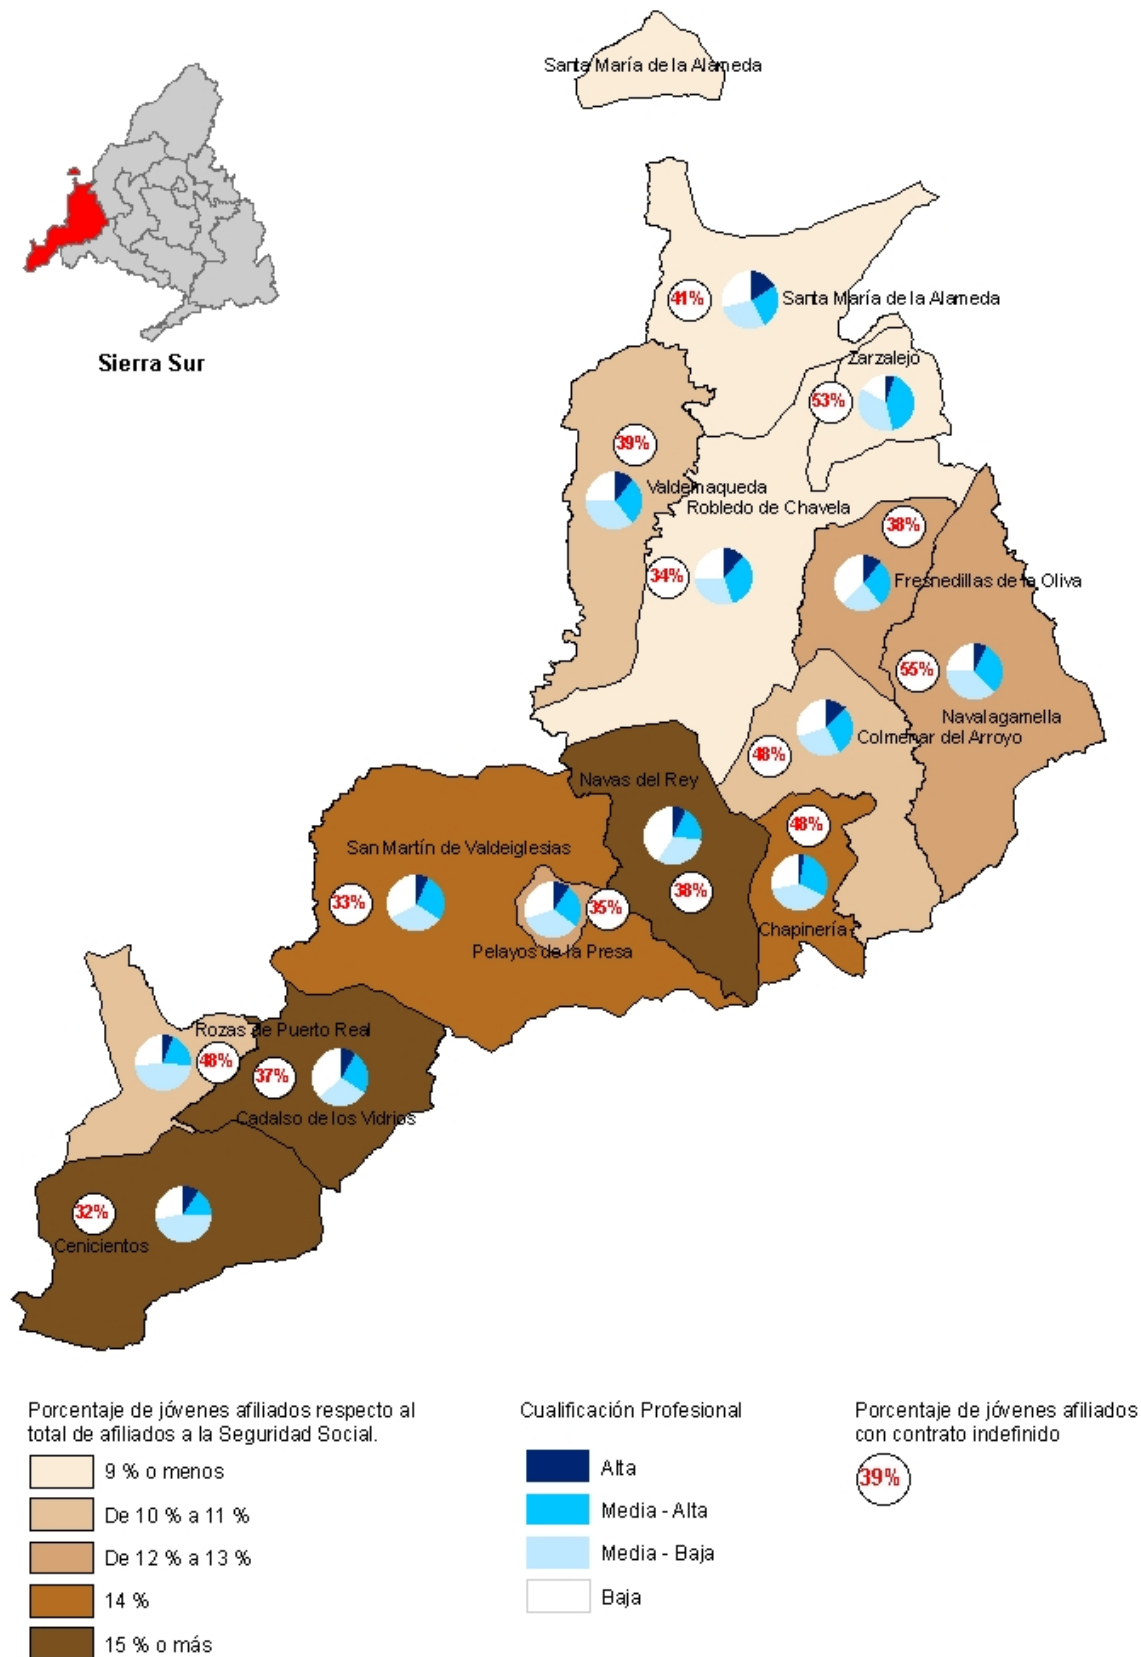 Santa María de la Alameda
Sierra Sur
41%
Santa María de la Alameda
Zarzalejo
53%
39%
Valdemaqueda
Robledo de Chavela
38%
34%
Fresnedillas de la Oliva
55%
Navalagamella
Colmenar del Arroyo
48%
Navas del Rey
48%
San Martín de Valdeiglesias
33%
35%
38%
Chapinería
Pelayos de la Presa
Rozas de Puerto Real
48%
37%
Cadalso de los Vidrios
32%
Cenicientos
Porcentaje de jóvenes afiliados respecto al
total de afiliados a la Seguridad Social.
9 % o menos
De 10 % a 11 %
De 12 % a 13 %
14 %
15 % o más
Cualificación Profesional
Alta
Media - Alta
Media - Baja
Baja
Porcentaje de jóvenes afiliados
con contrato indefinido
39%